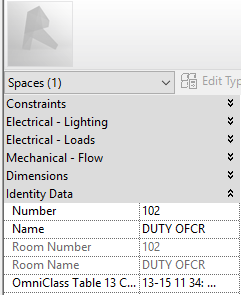 Spaces (1)
Edit Typ
Constraints
Electrical - Lighting
Electrical - Loads
Mechanical - Flow
Dimensions
Identity Data
Number 102
Name DUTY OFCR
Room Number 102
Room Name DUTY OFCR
OmniClass Table 13 C... 13-15 11 34: ...